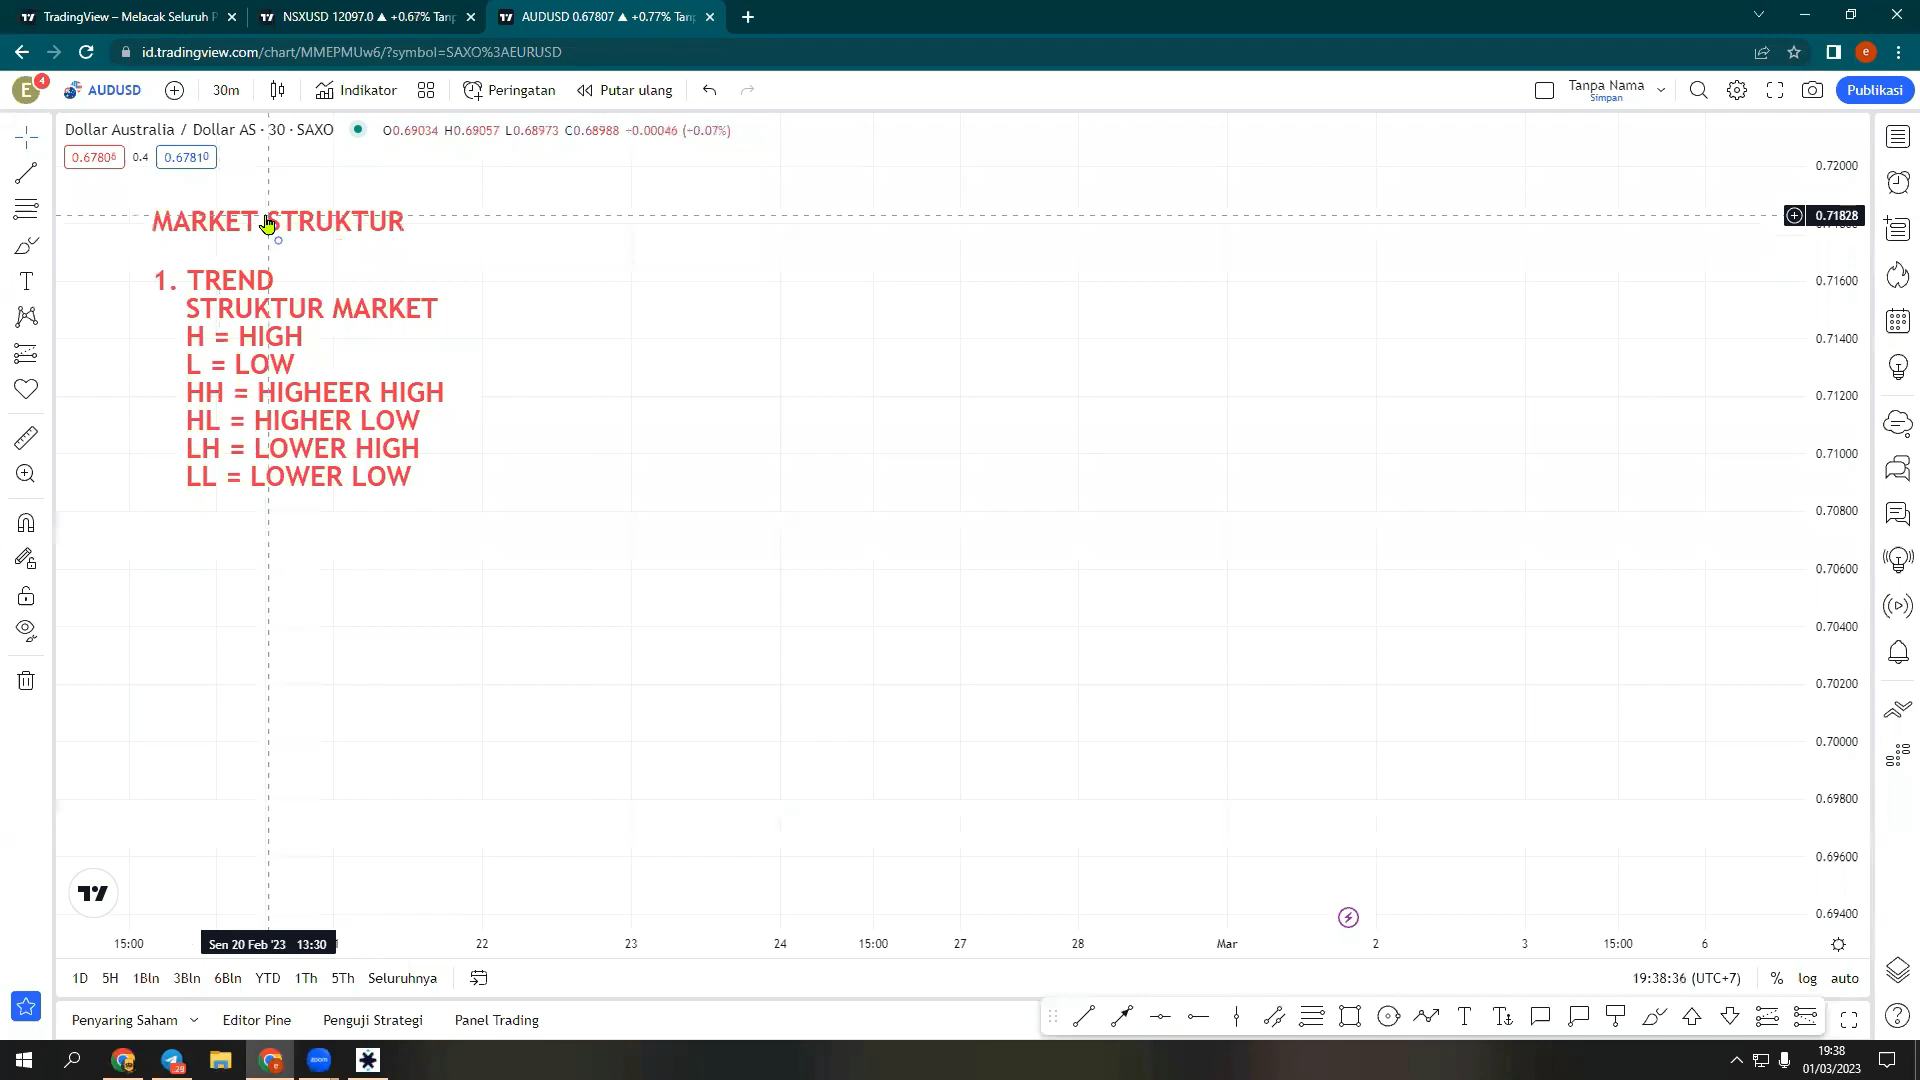 TradingView – Melacak Seluruh P
NSXUSD 12097.0 ▲ +0.67% Tanp
AUDUSD 0.67807 ▲ +0.77% Tan
id.tradingview.com/chart/MMEPMUw6/?symbol=SAXO%3AEURUSD
e
E
4
AUDUSD
30m
Indikator
Peringatan
Putar ulang
Tanpa Nama
Simpan
Publikasi
Dollar Australia / Dollar AS · 30 · SAXO
O0.69034 H0.69057 L0.68973 C0.68988 −0.00046 (−0.07%)
0.67806
0.4
0.67810
MARKET STRUKTUR
1. TREND
STRUKTUR MARKET
H = HIGH
L = LOW
HH = HIGHEER HIGH
HL = HIGHER LOW
LH = LOWER HIGH
LL = LOWER LOW
0.72000
0.71828
0.71600
0.71400
0.71200
0.71000
0.70800
0.70600
0.70400
0.70200
0.70000
0.69800
0.69600
0.69400
15:00
Sen 20 Feb '23 13:30
22
23
24
15:00
27
28
Mar
2
3
15:00
6
1D 5H 1Bln 3Bln 6Bln YTD 1Th 5Th Seluruhnya
19:38:36 (UTC+7)
% log auto
Penyaring Saham
Editor Pine
Penguji Strategi
Panel Trading
zoom
19:38
01/03/2023